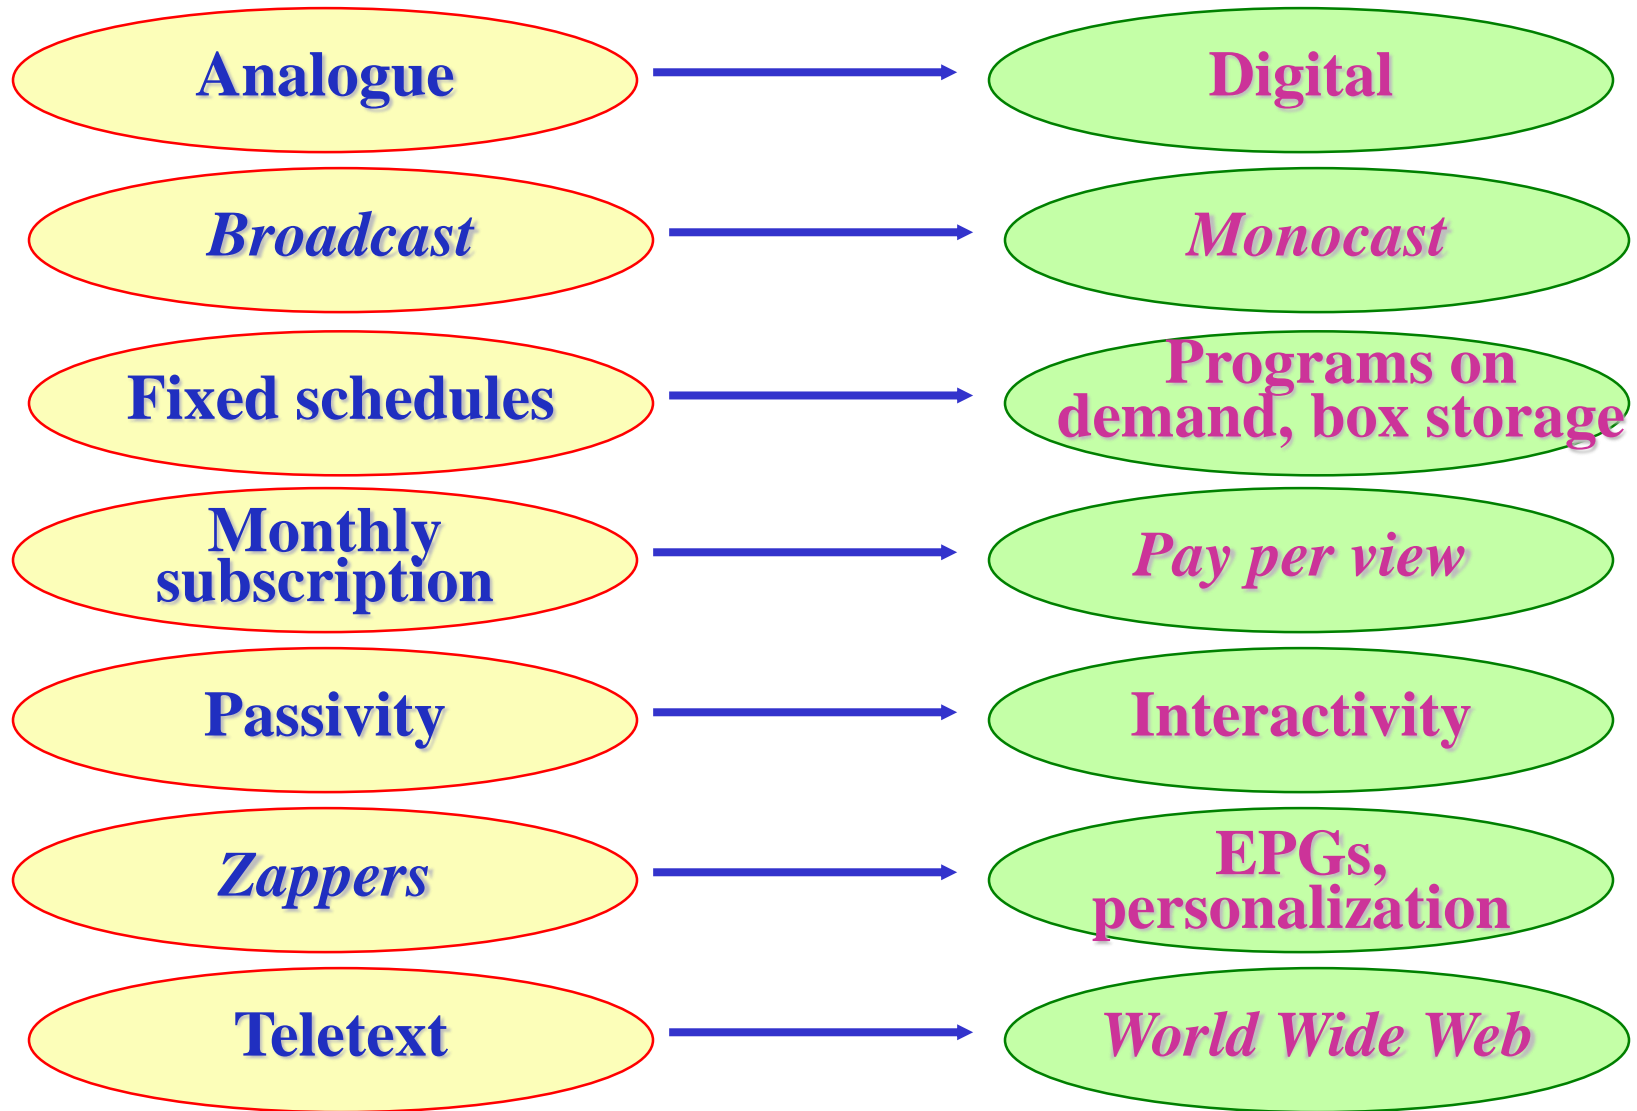 Analogue
Digital
Broadcast
Monocast
Fixed schedules
Programs on
demand, box storage
Monthly
subscription
Pay per view
Passivity
Interactivity
Zappers
EPGs,
personalization
Teletext
World Wide Web